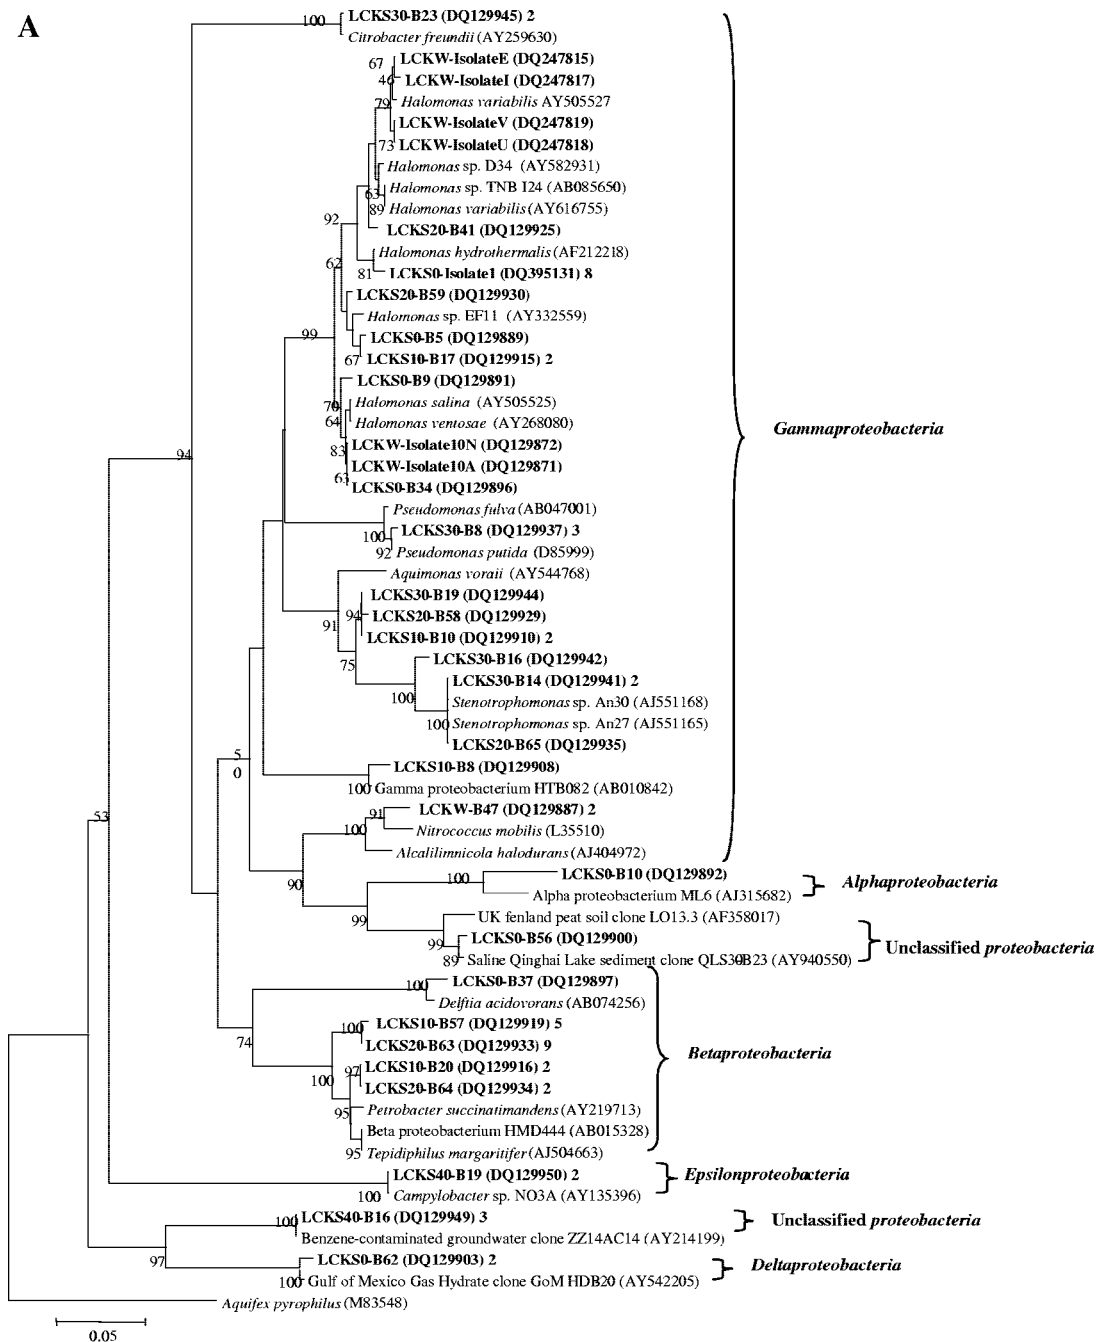 A
100 LCKS30-B23 (DQ129945) 2
Citrobacter freundii (AY259630)
67 LCKW-IsolateE (DQ247815)
46 LCKW-IsolateI (DQ247817)
79 Halomonas variabilis AY505527
LCKW-IsolateV (DQ247819)
73 LCKW-IsolateU (DQ247818)
Halomonas sp. D34 (AY582931)
63 Halomonas sp. TNB I24 (AB085650)
89 Halomonas variabilis (AY616755)
92 LCKS20-B41 (DQ129925)
Halomonas hydrothermalis (AF212218)
62
81 LCKS0-Isolate1 (DQ395131) 8
LCKS20-B59 (DQ129930)
Halomonas sp. EF11 (AY332559)
99 LCKS0-B5 (DQ129889)
67 LCKS10-B17 (DQ129915) 2
LCKS0-B9 (DQ129891)
70 Halomonas salina (AY505525)
64 Halomonas ventosae (AY268080)
Gammaproteobacteria
83 LCKW-Isolate10N (DQ129872)
94 LCKW-Isolate10A (DQ129871)
63 LCKS0-B34 (DQ129896)
Pseudomonas fulva (AB047001)
100 LCKS30-B8 (DQ129937) 3
92 Pseudomonas putida (D85999)
Aquimonas voraii (AY544768)
LCKS30-B19 (DQ129944)
94 LCKS20-B58 (DQ129929)
91 LCKS10-B10 (DQ129910) 2
75 LCKS30-B16 (DQ129942)
LCKS30-B14 (DQ129941) 2
100 Stenotrophomonas sp. An30 (AJ551168)
100 Stenotrophomonas sp. An27 (AJ551165)
LCKS20-B65 (DQ129935)
5
0
LCKS10-B8 (DQ129908)
100 Gamma proteobacterium HTB082 (AB010842)
53
91 LCKW-B47 (DQ129887) 2
100 Nitrococcus mobilis (L35510)
Alcalilimnicola halodurans (AJ404972)
90 100 LCKS0-B10 (DQ129892)
Alphaproteobacteria
Alpha proteobacterium ML6 (AJ315682)
99 UK fenland peat soil clone LO13.3 (AF358017)
99 LCKS0-B56 (DQ129900)
Unclassified proteobacteria
89 Saline Qinghai Lake sediment clone QLS30B23 (AY940550)
100 LCKS0-B37 (DQ129897)
Delftia acidovorans (AB074256)
100 LCKS10-B57 (DQ129919) 5
74 LCKS20-B63 (DQ129933) 9
Betaproteobacteria
97 LCKS10-B20 (DQ129916) 2
100 LCKS20-B64 (DQ129934) 2
95 Petrobacter succinatimandens (AY219713)
Beta proteobacterium HMD444 (AB015328)
95 Tepidiphilus margaritifer (AJ504663)
LCKS40-B19 (DQ129950) 2
Epsilonproteobacteria
100 Campylobacter sp. NO3A (AY135396)
100 LCKS40-B16 (DQ129949) 3
Unclassified proteobacteria
Benzene-contaminated groundwater clone ZZ14AC14 (AY214199)
97 LCKS0-B62 (DQ129903) 2
Deltaproteobacteria
100 Gulf of Mexico Gas Hydrate clone GoM HDB20 (AY542205)
Aquifex pyrophilus (M83548)
0.05